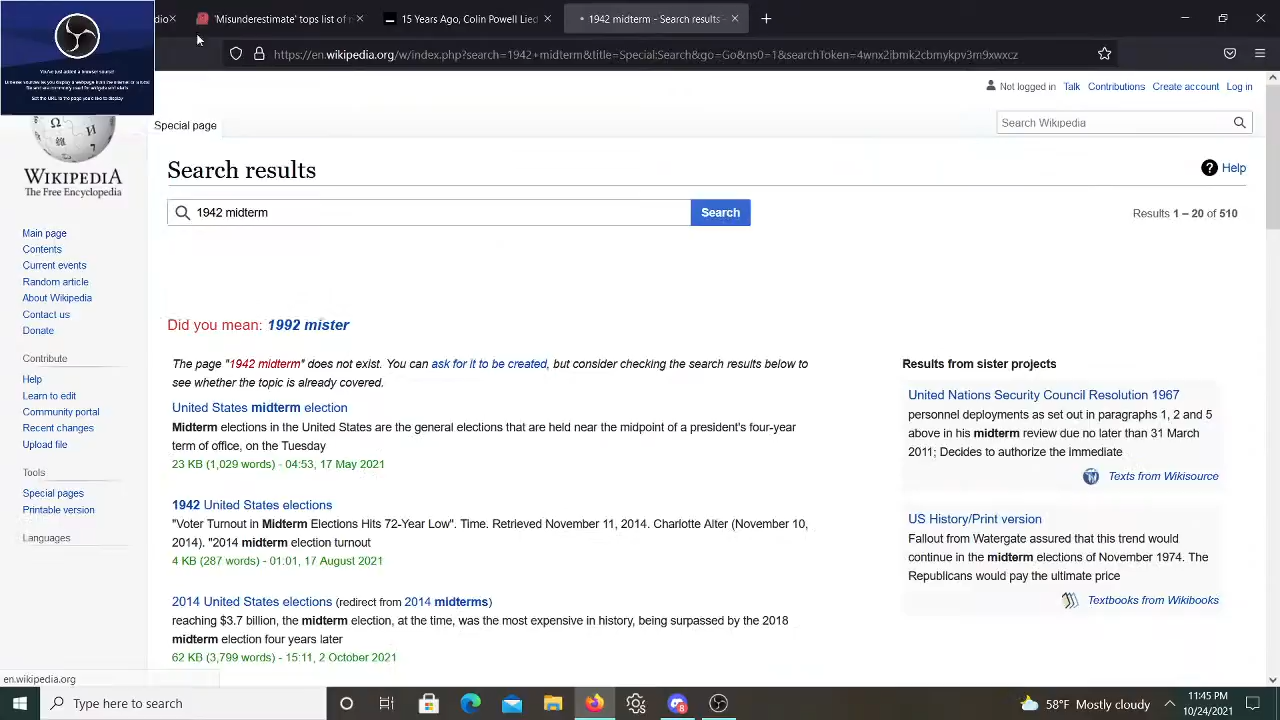 dio
'Misunderestimate' tops list of
15 Years Ago, Colin Powell Led
1942 midterm - Search results -
https://en.wikipedia.org/w/index.php?search=1942+midterm&title=Special:Search&go=Go&ns0=1&searchToken=4wnx2ibmk2cbmykpv3m9xwxcz
You've just added a browser source!
Not logged in Talk Contributions Create account Log in
Special page
Search Wikipedia
WIKIPEDIA
The Free Encyclopedia
Main page
Contents
Current events
Random article
About Wikipedia
Contact us
Donate
Contribute
Help
Learn to edit
Community portal
Recent changes
Upload file
Tools
Special pages
Printable version
Languages
Search results
Help
1942 midterm
Search
Results 1 – 20 of 510
Did you mean: 1992 mister
The page "1942 midterm" does not exist. You can ask for it to be created, but consider checking the search results below to
see whether the topic is already covered.
United States midterm election
Midterm elections in the United States are the general elections that are held near the midpoint of a president's four-year
term of office, on the Tuesday
23 KB (1,029 words) - 04:53, 17 May 2021
1942 United States elections
"Voter Turnout in Midterm Elections Hits 72-Year Low". Time. Retrieved November 11, 2014. Charlotte Alter (November 10,
2014). "2014 midterm election turnout
4 KB (287 words) - 01:01, 17 August 2021
2014 United States elections (redirect from 2014 midterms)
reaching $3.7 billion, the midterm election, at the time, was the most expensive in history, being surpassed by the 2018
midterm election four years later
62 KB (3,799 words) - 15:11, 2 October 2021
Results from sister projects
United Nations Security Council Resolution 1967
personnel deployments as set out in paragraphs 1, 2 and 5
above in his midterm review due no later than 31 March
2011; Decides to authorize the immediate
Texts from Wikisource
US History/Print version
Fallout from Watergate assured that this trend would
continue in the midterm elections of November 1974. The
Republicans would pay the ultimate price
Textbooks from Wikibooks
en.wikipedia.org
Type here to search
8
58°F Mostly cloudy
11:45 PM
10/24/2021